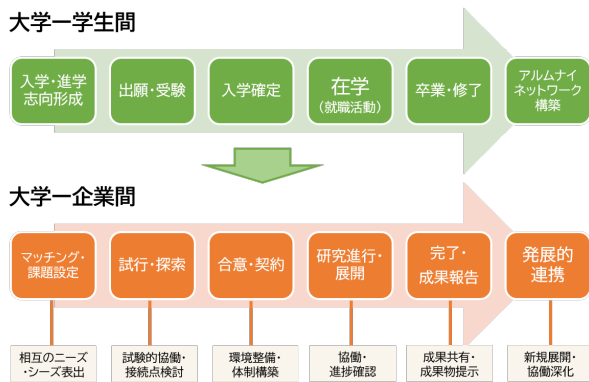 大学ー学生間
入学・進学
志向形成
出願・受験
入学確定
在学
（就職活動）
卒業・修了
アルムナイ
ネットワーク
構築
大学ー企業間
マッチング・
課題設定
試行・探索
合意・契約
研究進行・
展開
完了・
成果報告
発展的
連携
相互のニーズ
・シーズ表出
試験的協働・
接続点検討
環境整備・
体制構築
協働・
進捗確認
成果共有・
成果物提示
新規展開・
協働深化